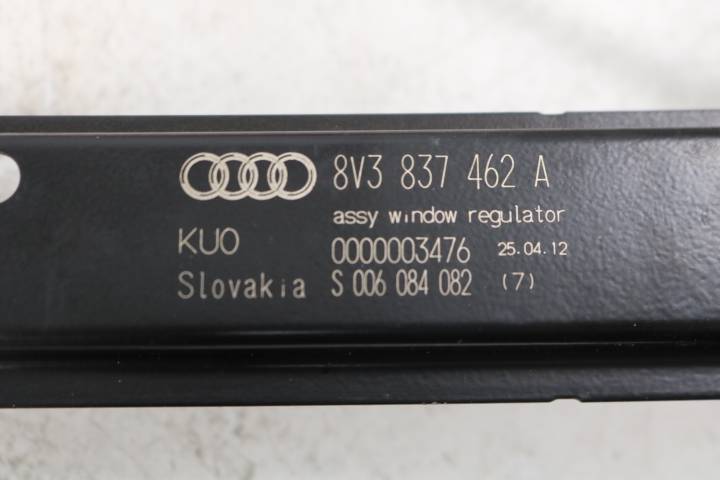 8V3 837 462 A
assy window regulator
KUO 0000003476 25.04.12
Slovakia S 006 084 082 (7)